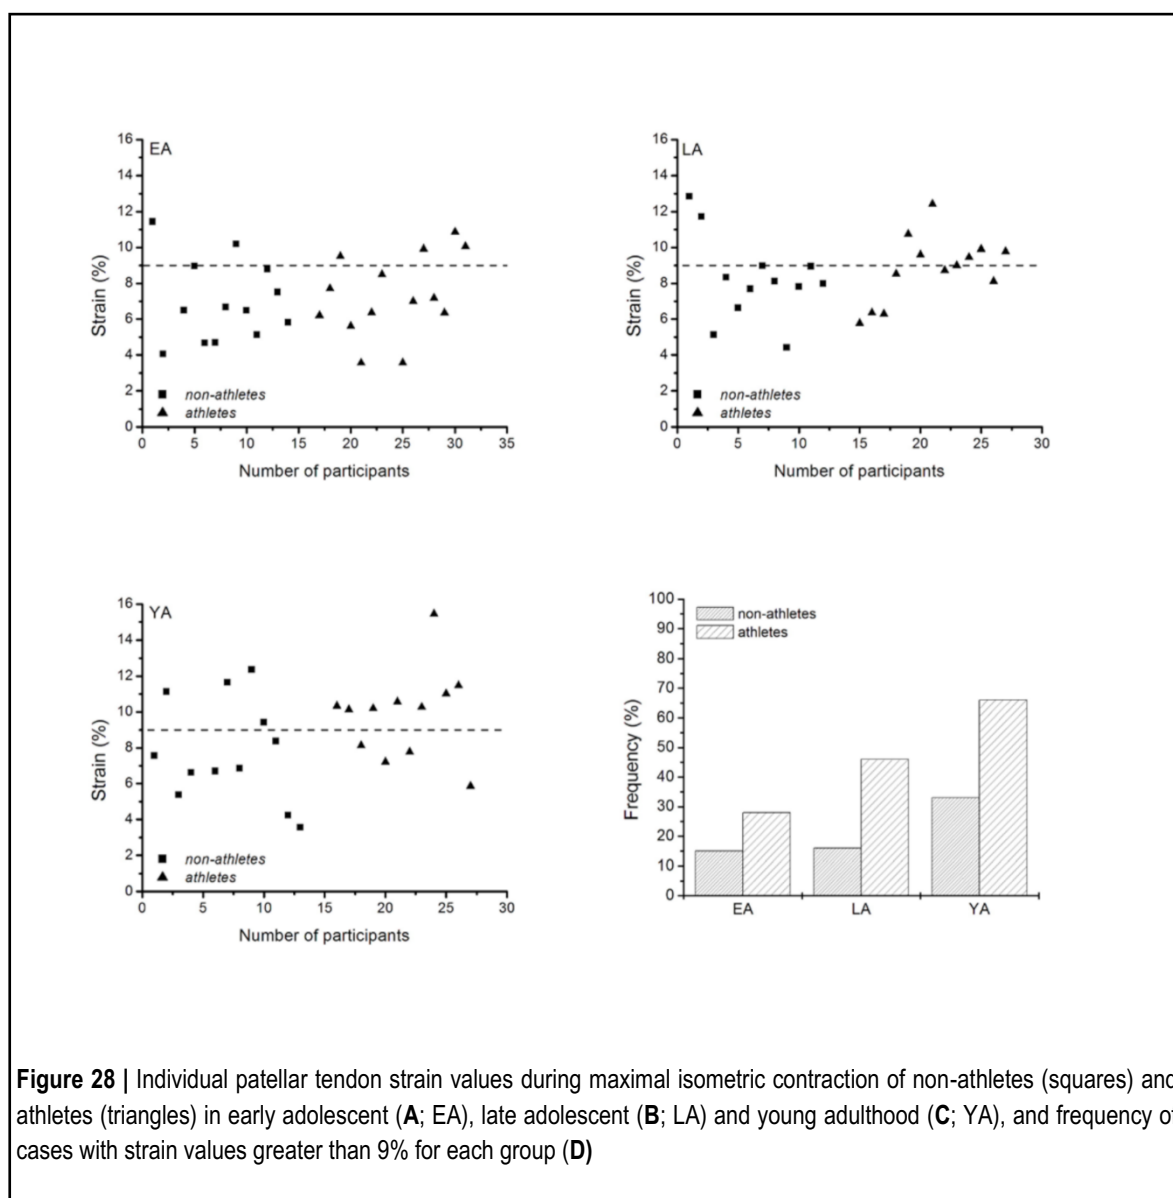 EA
16
14
12
10
8
6
4
2
0
Strain (%)
non-athletes
athletes
0 5 10 15 20 25 30 35
Number of participants
LA
16
14
12
10
8
6
4
2
0
Strain (%)
non-athletes
athletes
0 5 10 15 20 25 30
Number of participants
YA
16
14
12
10
8
6
4
2
0
Strain (%)
non-athletes
athletes
0 5 10 15 20 25 30
Number of participants
100
90
80
70
60
50
40
30
20
10
0
Frequency (%)
non-athletes
athletes
EA LA YA
Figure 28 | Individual patellar tendon strain values during maximal isometric contraction of non-athletes (squares) and
athletes (triangles) in early adolescent (A; EA), late adolescent (B; LA) and young adulthood (C; YA), and frequency of
cases with strain values greater than 9% for each group (D)